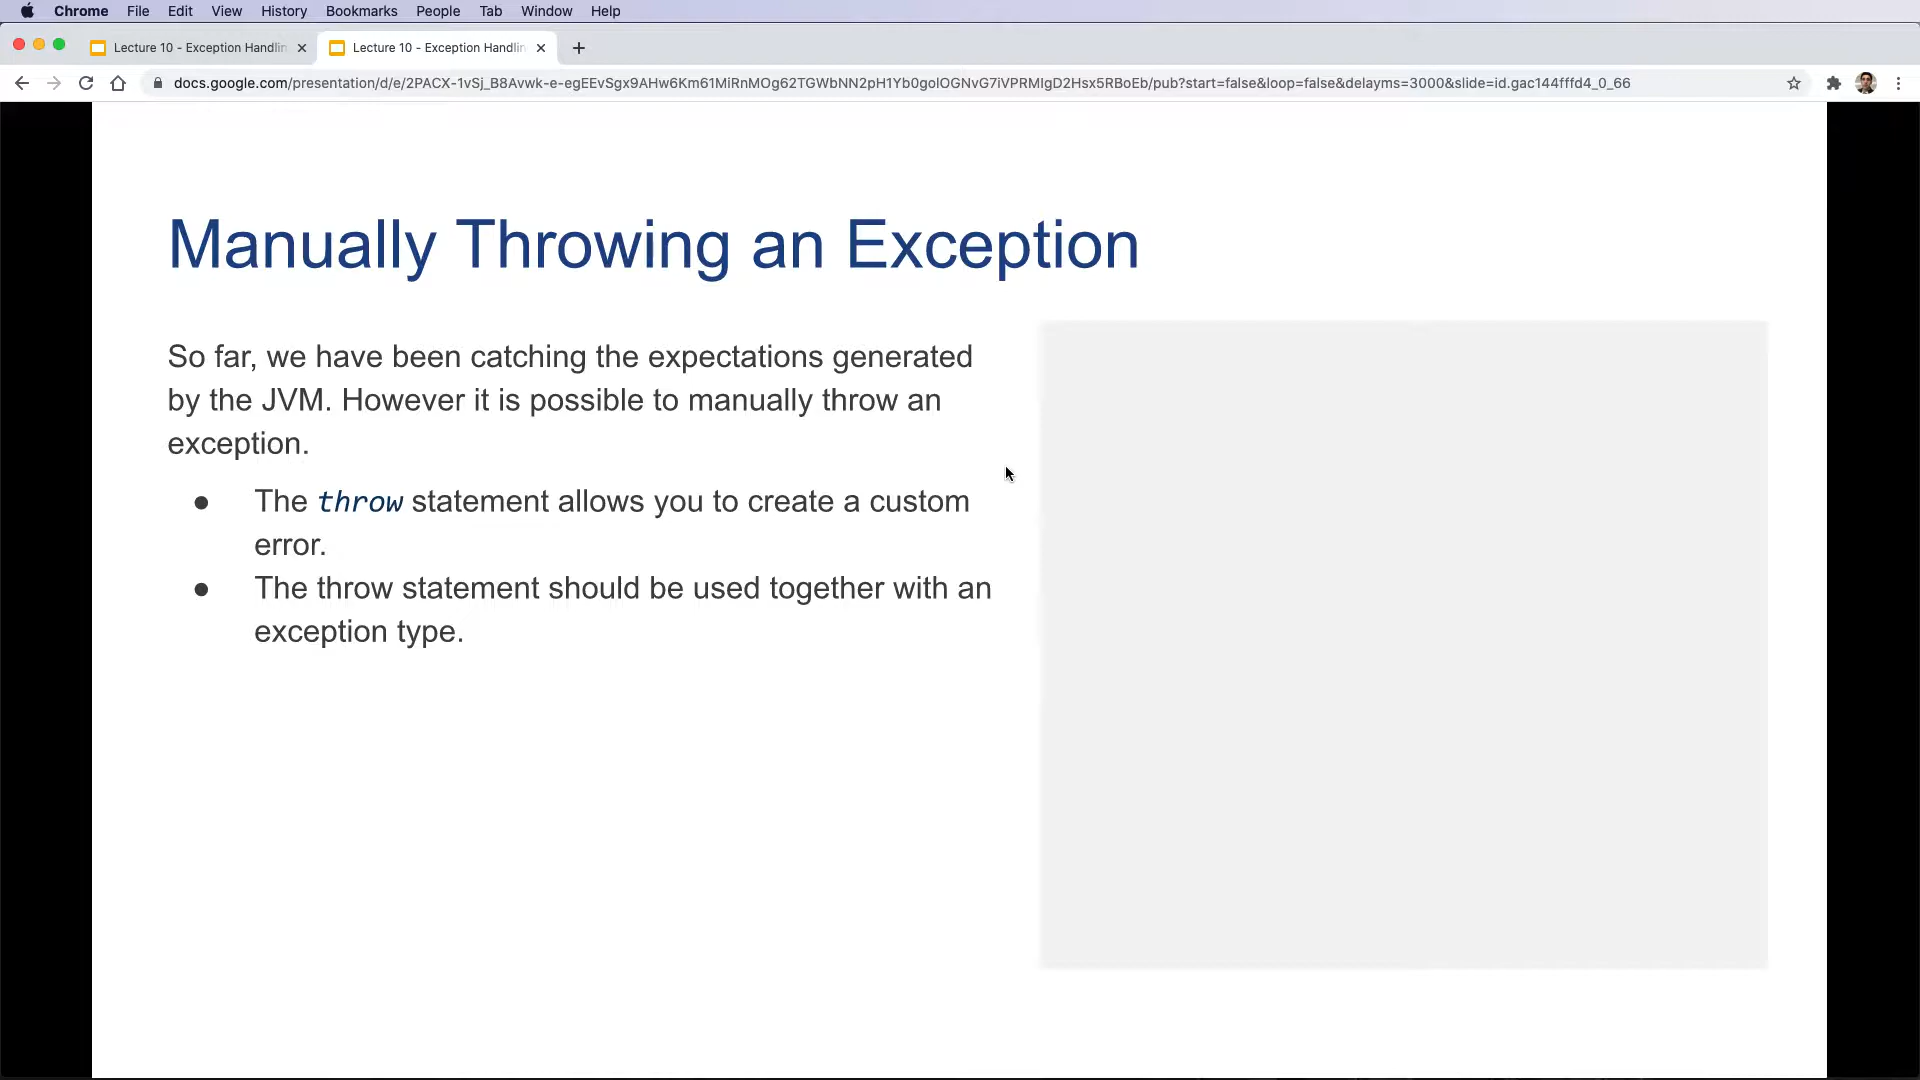 Chrome File Edit View History Bookmarks People Tab Window Help
Lecture 10 - Exception Handlin Lecture 10 - Exception Handlin
docs.google.com/presentation/d/e/2PACX-1vSj_B8Avwk-e-egEEvSgx9AHw6Km61MiRnMOg62TGWbNN2pH1Yb0golOGNvG7iVPRMIgD2Hsx5RBoEb/pub?start=false&loop=false&delayms=3000&slide=id.gac144fffd4_0_66
Manually Throwing an Exception
So far, we have been catching the expectations generated
by the JVM. However it is possible to manually throw an
exception.
● The throw statement allows you to create a custom
error.
● The throw statement should be used together with an
exception type.